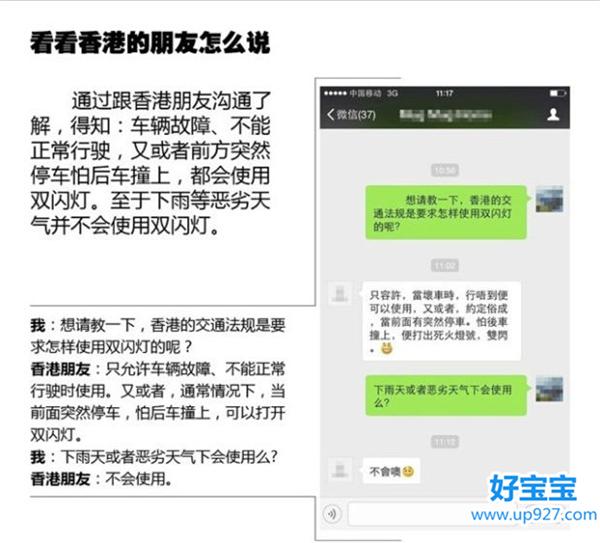 看看香港的朋友怎么说
通过跟香港朋友沟通了
解，得知：车辆故障、不能
正常行驶，又或者前方突然
停车怕后车撞上，都会使用
双闪灯。至于下雨等恶劣天
气并不会使用双闪灯。
我：想请教一下，香港的交通法规是要
求怎样使用双闪灯的呢？
香港朋友：只允许车辆故障、不能正常
行驶时使用。又或者，通常情况下，当
前面突然停车，怕后车撞上，可以打开
双闪灯。
我：下雨天或者恶劣天气下会使用么?
香港朋友：不会使用。
中国移动 3G 11:17
微信(37)
10:56
想请教一下，香港的交
通法规是要求怎样使用双闪灯
的呢?
11:02
只容許，當壞車時，行唔到便
可以使用，又或者，約定俗成
，當前面有突然停車。怕後車
撞上，便打出死火燈號，雙閃
。
下雨天或者恶劣天气下会使用
么？
11:12
不會噢
好宝宝
www.up927.com